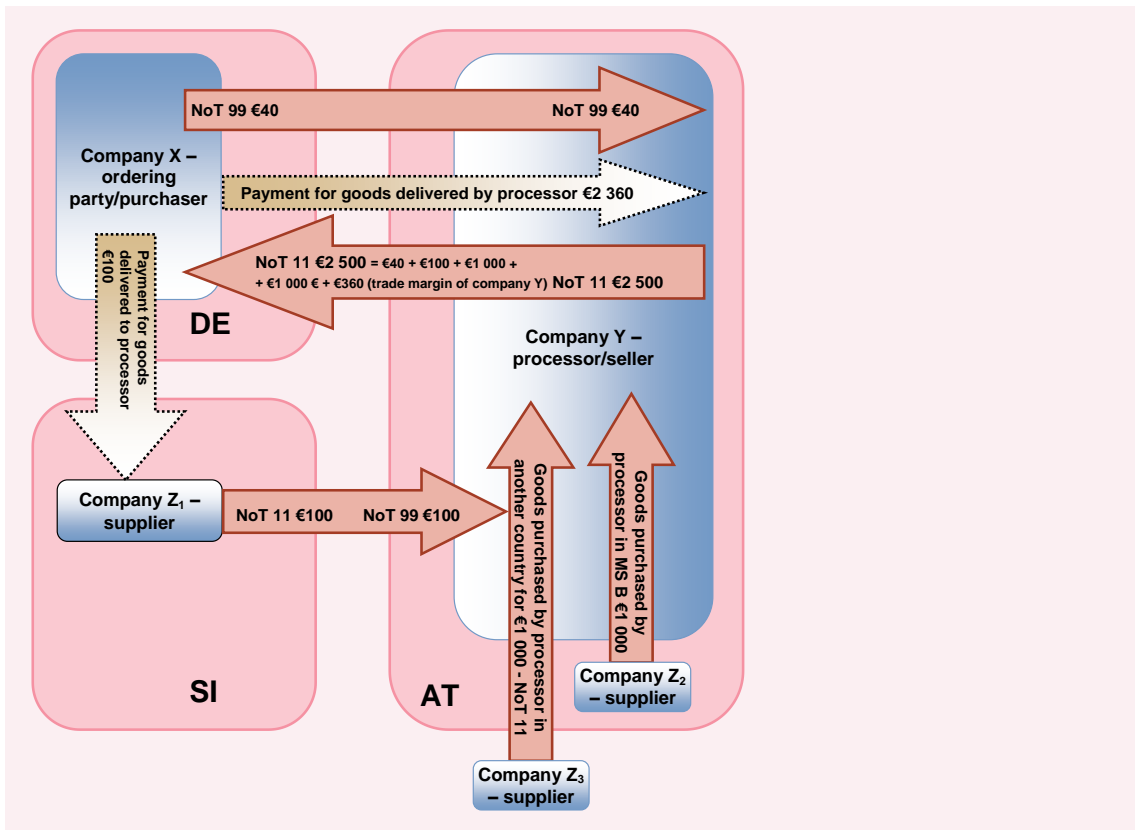 NoT 99 €40
NoT 99 €40
Company X –
ordering
party/purchaser
Payment for goods delivered by processor €2 360
NoT 11 €2 500 = €40 + €100 + €1 000 +
+ €1 000 € + €360 (trade margin of company Y) NoT 11 €2 500
DE
Payment for goods
delivered to processor
€100
Company Y –
processor/seller
Company Z1 –
supplier
NoT 11 €100
NoT 99 €100
Goods purchased by processor in
another country for €1 000 - NoT 11
Goods purchased by
processor in MS B €1 000
SI
AT
Company Z2
– supplier
Company Z3
– supplier